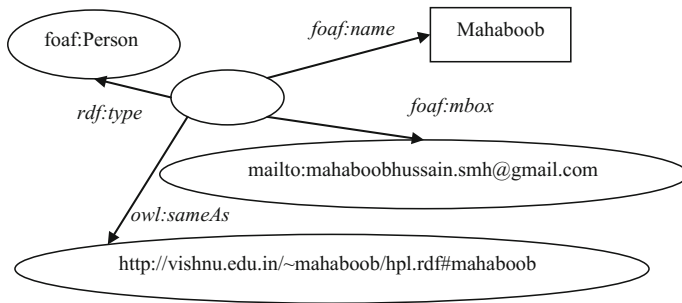 foaf:Person
foaf:name
Mahaboob
rdf:type
foaf:mbox
mailto:mahaboobhussain.smh@gmail.com
owl:sameAs
http://vishnu.edu.in/~mahaboob/hpl.rdf#mahaboob